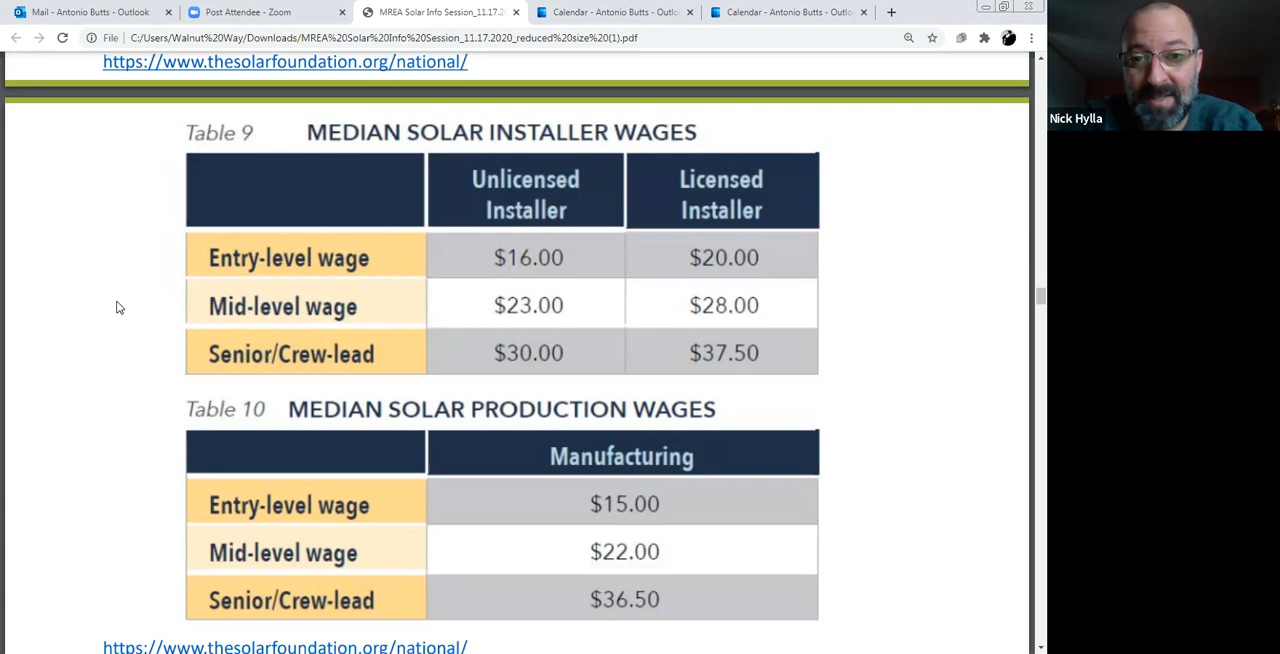 Mail - Antonio Butts - Outlook
Post Attendee - Zoom
MREA Solar Info Session_11.17.2
Calendar - Antonio Butts - Outlo
Calendar - Antonio Butts - Outlo
File C:/Users/Walnut%20Way/Downloads/MREA%20Solar%20Info%20Session_11.17.2020_reduced%20size%20(1).pdf
https://www.thesolarfoundation.org/national/
Nick Hylla
Table 9 MEDIAN SOLAR INSTALLER WAGES
Unlicensed Installer Licensed Installer
Entry-level wage $16.00 $20.00
Mid-level wage $23.00 $28.00
Senior/Crew-lead $30.00 $37.50
Table 10 MEDIAN SOLAR PRODUCTION WAGES
Manufacturing
Entry-level wage $15.00
Mid-level wage $22.00
Senior/Crew-lead $36.50
https://www.thesolarfoundation.org/national/